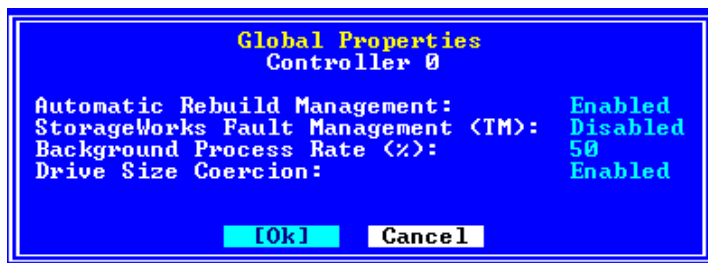 Global Properties
Controller 0
Automatic Rebuild Management: Enabled
StorageWorks Fault Management (TM): Disabled
Background Process Rate (%): 50
Drive Size Coercion: Enabled
[Ok] Cancel